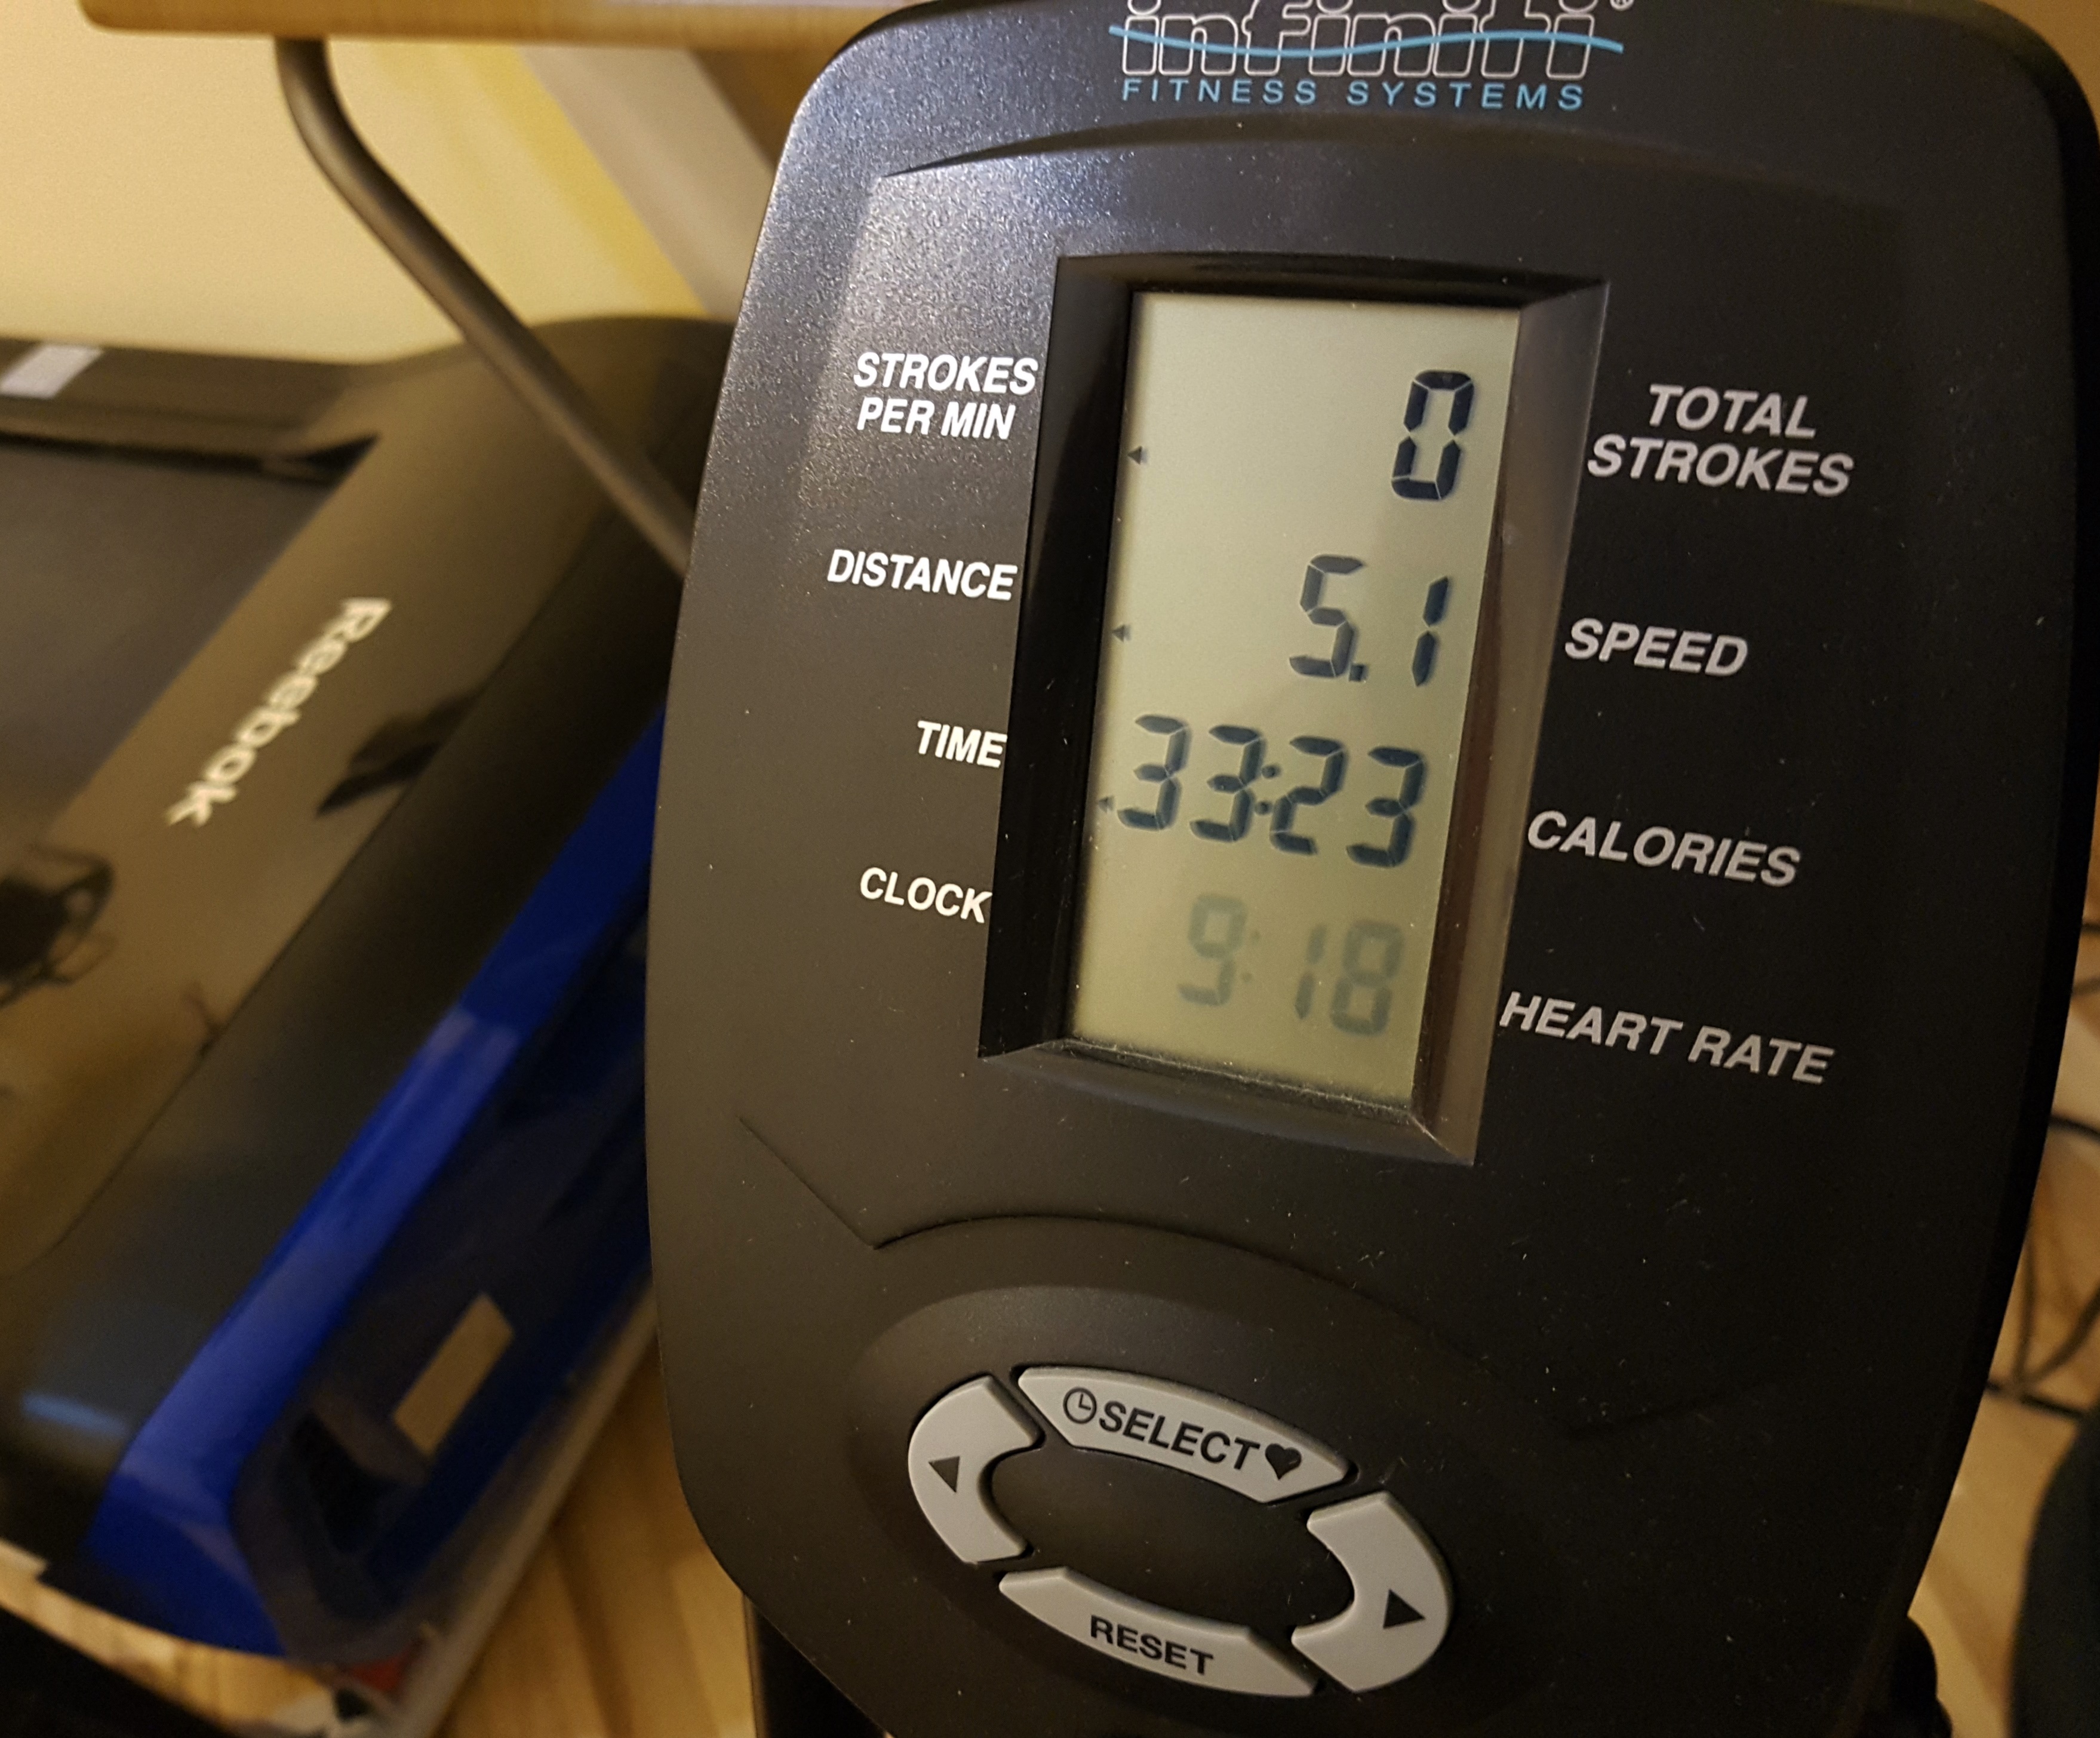 infiniti®
FITNESS SYSTEMS
STROKES
PER MIN
0
TOTAL
STROKES
DISTANCE
5.1
SPEED
TIME
33:23
CALORIES
CLOCK
9:18
HEART RATE
SELECT
RESET
Reebok